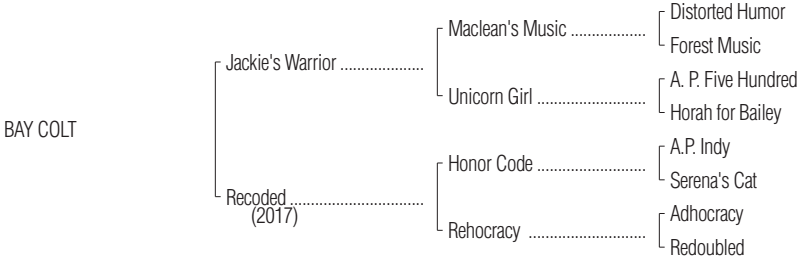 Distorted Humor
Maclean's Music ..................
Forest Music
Jackie's Warrior ....................
A. P. Five Hundred
Unicorn Girl ..........................
Horah for Bailey
BAY COLT
A.P. Indy
Honor Code ..........................
Serena's Cat
Recoded ................................
(2017)
Adhocracy
Rehocracy ............................
Redoubled